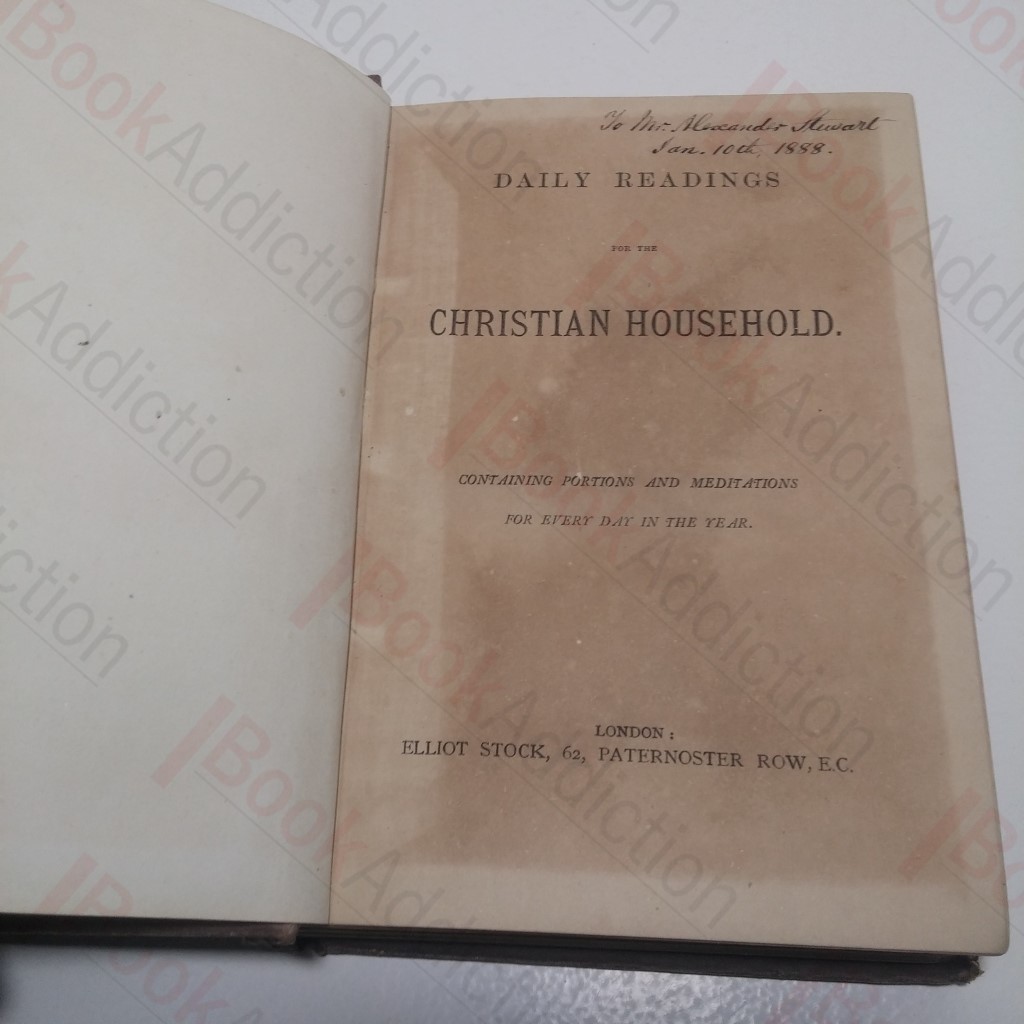 To Mr. Alexander Stewart
Jan. 10th, 1888.
DAILY READINGS
FOR THE
CHRISTIAN HOUSEHOLD.
CONTAINING PORTIONS AND MEDITATIONS
FOR EVERY DAY IN THE YEAR.
LONDON:
ELLIOT STOCK, 62, PATERNOSTER ROW, E.C.
BookAddiction